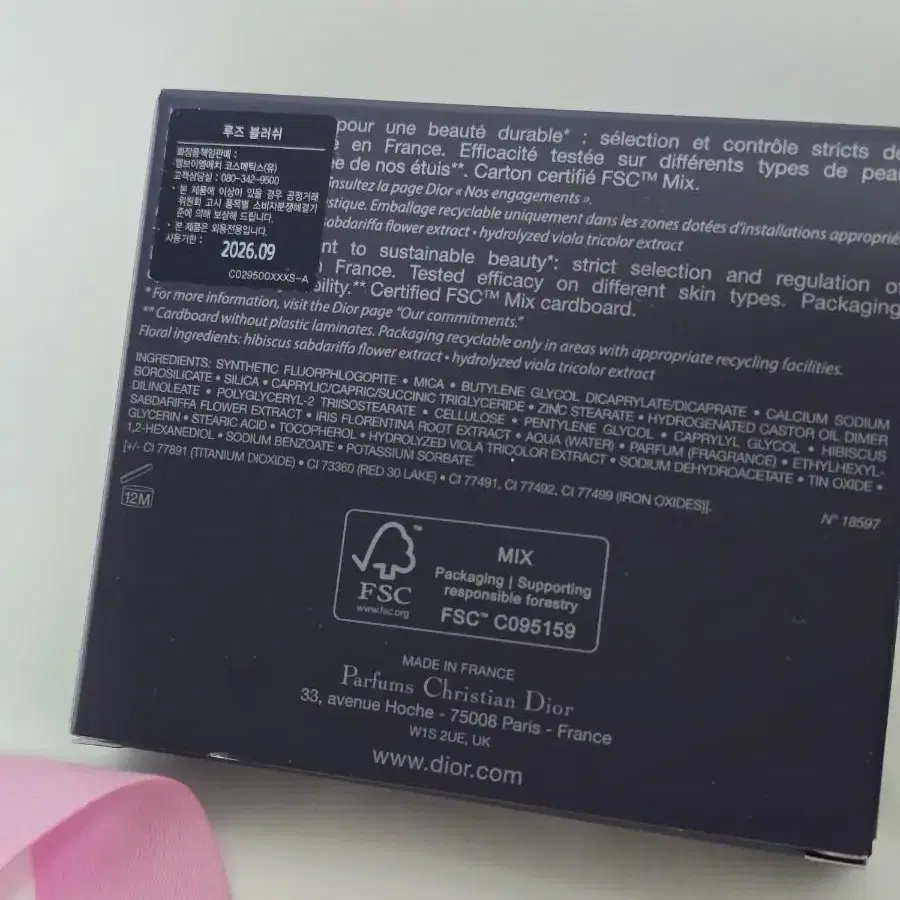 루즈 블러쉬
화장품책임판매 :
엘브이엠에치 코스메틱스(유)
고객상담실 : 080-342-9500
• 본 제품에 이상이 있을 경우 공정거래
위원회 고시 품목별 소비자분쟁해결기
준에 의해 보상해 드립니다.
• 본 제품은 외용전용입니다.
사용기한 :
2026.09
C029500XXXS-A
pour une beauté durable* : sélection et contrôle stricts
en France. Efficacité testée sur différents types de
de nos étuis**. Carton certifié FSC™ Mix.
la page Dior « Nos engagements ».
Emballage recyclable uniquement dans les zones dotées d'installations
flower extract • hydrolyzed viola tricolor extract
to sustainable beauty*: strict selection and regulation
France. Tested efficacy on different skin types. Packaging
Certified FSC™ Mix cardboard.
* For more information, visit the Dior page "Our commitments."
** Cardboard without plastic laminates. Packaging recyclable only in areas with appropriate recycling facilities.
Floral ingredients: hibiscus sabdariffa flower extract • hydrolyzed viola tricolor extract
INGREDIENTS: SYNTHETIC FLUORPHLOGOPITE • MICA • BUTYLENE GLYCOL DICAPRYLATE/DICAPRATE • CALCIUM SODIUM
BOROSILICATE • SILICA • CAPRYLIC/CAPRIC/SUCCINIC TRIGLYCERIDE • ZINC STEARATE • HYDROGENATED CASTOR OIL DIMER
DILINOLEATE • POLYGLYCERYL-2 TRIISOSTEARATE • CELLULOSE • PENTYLENE GLYCOL • CAPRYLYL GLYCOL • HIBISCUS
SABDARIFFA FLOWER EXTRACT • IRIS FLORENTINA ROOT EXTRACT • AQUA (WATER) • PARFUM (FRAGRANCE) • ETHYLHEXYL-
GLYCERIN • STEARIC ACID • TOCOPHEROL • HYDROLYZED VIOLA TRICOLOR EXTRACT • SODIUM DEHYDROACETATE • TIN OXIDE •
1,2-HEXANEDIOL • SODIUM BENZOATE • POTASSIUM SORBATE.
[+/- CI 77891 (TITANIUM DIOXIDE) • CI 73360 (RED 30 LAKE) • CI 77491, CI 77492, CI 77499 (IRON OXIDES)].
N° 18597
12M
FSC
www.fsc.org
MIX
Packaging | Supporting
responsible forestry
FSC™ C095159
MADE IN FRANCE
Parfums Christian Dior
33, avenue Hoche - 75008 Paris - France
W1S 2UE, UK
www.dior.com